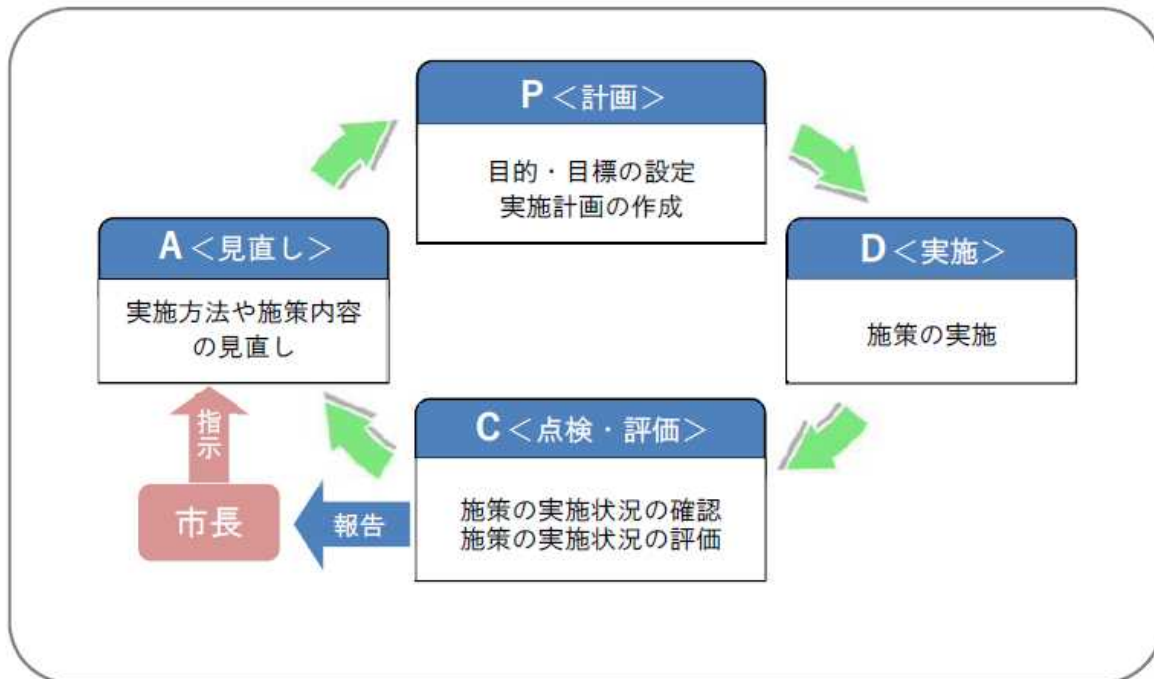 P＜計画＞
目的・目標の設定
実施計画の作成
A＜見直し＞
実施方法や施策内容
の見直し
D＜実施＞
施策の実施
C＜点検・評価＞
施策の実施状況の確認
施策の実施状況の評価
指示
市長
報告